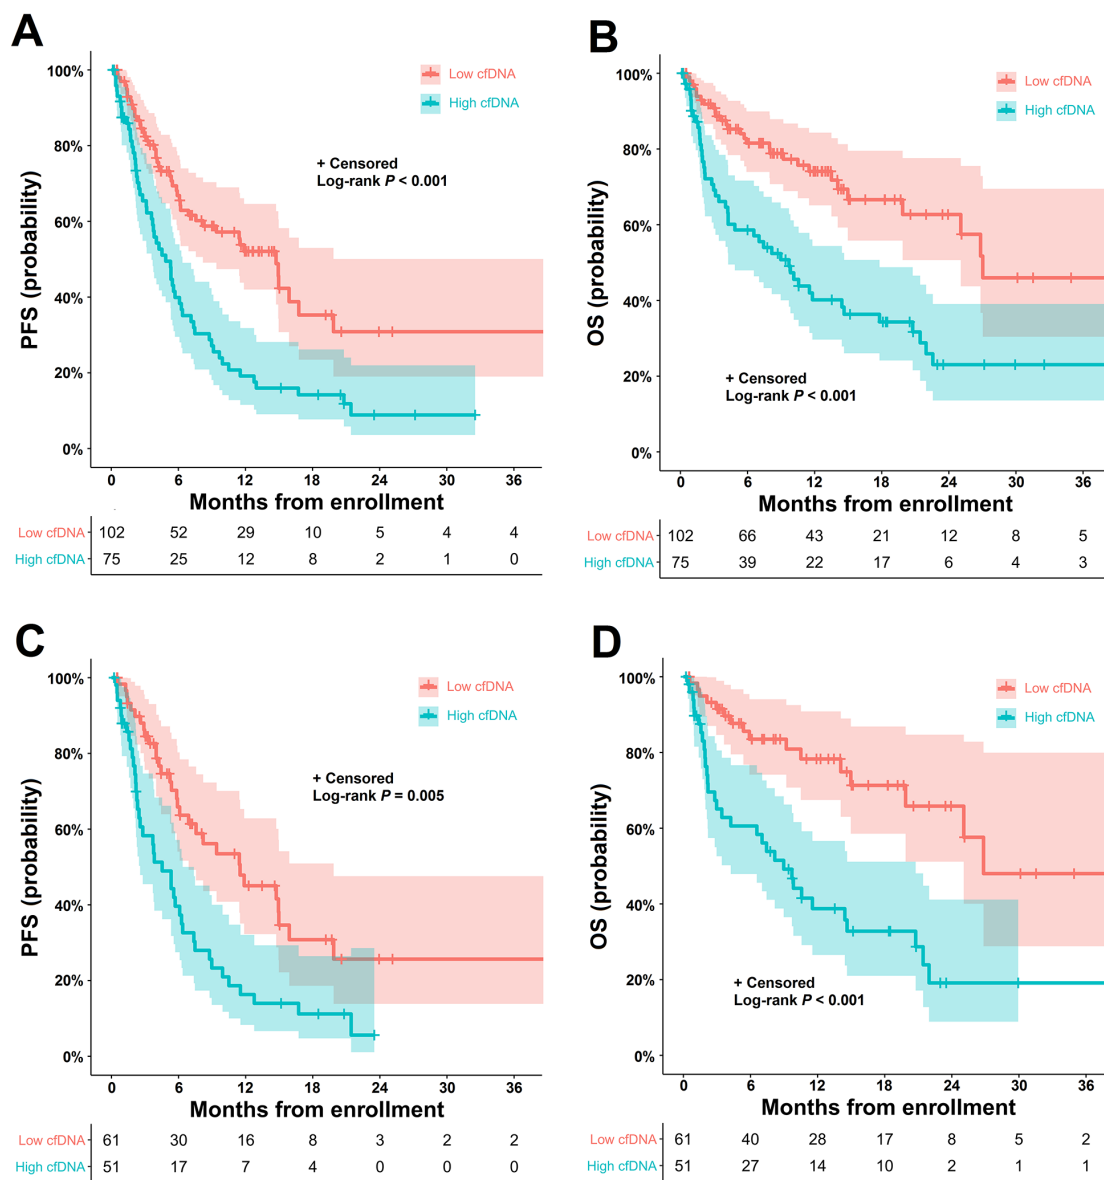 A
100%
80%
60%
40%
20%
0%
PFS (probability)
Low cfDNA
High cfDNA
+ Censored
Log-rank P < 0.001
0 6 12 18 24 30 36
Months from enrollment
Low cfDNA 102 52 29 10 5 4 4
High cfDNA 75 25 12 8 2 1 0
B
100%
80%
60%
40%
20%
0%
OS (probability)
Low cfDNA
High cfDNA
+ Censored
Log-rank P < 0.001
0 6 12 18 24 30 36
Months from enrollment
Low cfDNA 102 66 43 21 12 8 5
High cfDNA 75 39 22 17 6 4 3
C
100%
80%
60%
40%
20%
0%
PFS (probability)
Low cfDNA
High cfDNA
+ Censored
Log-rank P = 0.005
0 6 12 18 24 30 36
Months from enrollment
Low cfDNA 61 30 16 8 3 2 2
High cfDNA 51 17 7 4 0 0 0
D
100%
80%
60%
40%
20%
0%
OS (probability)
Low cfDNA
High cfDNA
+ Censored
Log-rank P < 0.001
0 6 12 18 24 30 36
Months from enrollment
Low cfDNA 61 40 28 17 8 5 2
High cfDNA 51 27 14 10 2 1 1